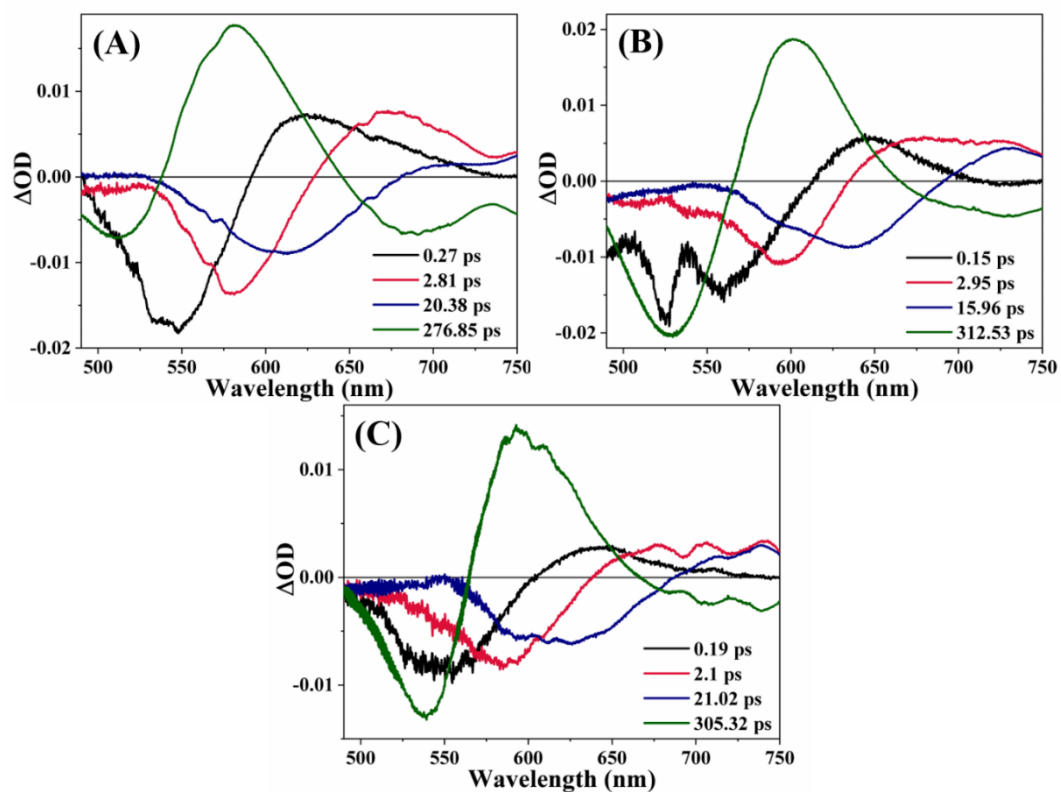 (A)
ΔOD
0.01
0.00
-0.01
-0.02
0.27 ps
2.81 ps
20.38 ps
276.85 ps
500 550 600 650 700 750
Wavelength (nm)
(B)
ΔOD
0.02
0.01
0.00
-0.01
-0.02
0.15 ps
2.95 ps
15.96 ps
312.53 ps
500 550 600 650 700 750
Wavelength (nm)
(C)
ΔOD
0.01
0.00
-0.01
0.19 ps
2.1 ps
21.02 ps
305.32 ps
500 550 600 650 700 750
Wavelength (nm)